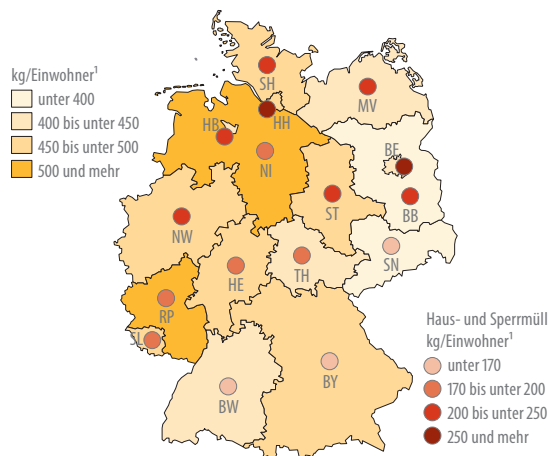 kg/Einwohner¹
unter 400
400 bis unter 450
450 bis unter 500
500 und mehr
SH
MV
HB
HH
BE
NI
BB
ST
NW
SN
HE
TH
RP
SL
BY
BW
Haus- und Sperrmüll
kg/Einwohner¹
unter 170
170 bis unter 200
200 bis unter 250
250 und mehr